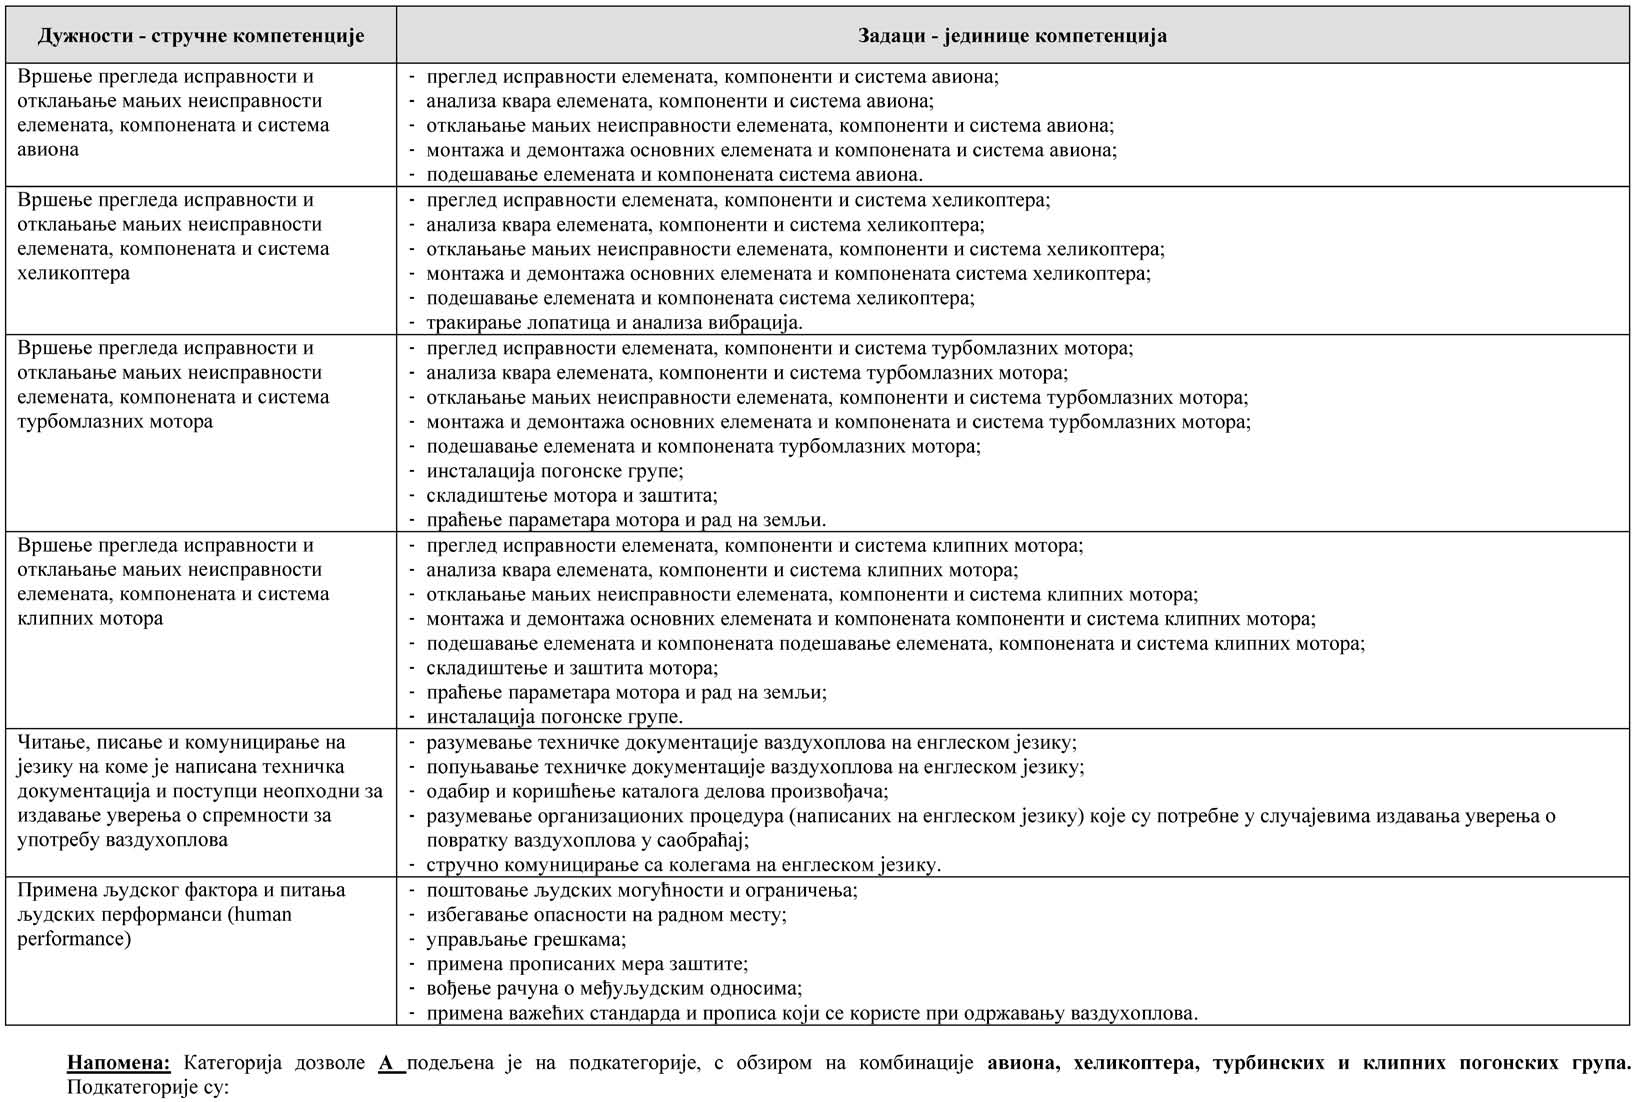 Дужности - стручне компетенције
Задаци - јединице компетенција
Вршење прегледа исправности и
отклањање мањих неисправности
елемената, компонената и система
авиона
- преглед исправности елемената, компоненти и система авиона;
- анализа квара елемената, компоненти и система авиона;
- отклањање мањих неисправности елемената, компоненти и система авиона;
- монтажа и демонтажа основних елемената и компонената и система авиона;
- подешавање елемената и компонената система авиона.
Вршење прегледа исправности и
отклањање мањих неисправности
елемената, компонената и система
хеликоптера
- преглед исправности елемената, компоненти и система хеликоптера;
- анализа квара елемената, компоненти и система хеликоптера;
- отклањање мањих неисправности елемената, компоненти и система хеликоптера;
- монтажа и демонтажа основних елемената и компонената система хеликоптера;
- подешавање елемената и компонената система хеликоптера;
- тракирање лопатица и анализа вибрација.
Вршење прегледа исправности и
отклањање мањих неисправности
елемената, компонената и система
турбомлазних мотора
- преглед исправности елемената, компоненти и система турбомлазних мотора;
- анализа квара елемената, компоненти и система турбомлазних мотора;
- отклањање мањих неисправности елемената, компоненти и система турбомлазних мотора;
- монтажа и демонтажа основних елемената и компонената и система турбомлазних мотора;
- подешавање елемената и компонената турбомлазних мотора;
- инсталација погонске групе;
- складиштење мотора и заштита;
- праћење параметара мотора и рад на земљи.
Вршење прегледа исправности и
отклањање мањих неисправности
елемената, компонената и система
клипних мотора
- преглед исправности елемената, компоненти и система клипних мотора;
- анализа квара елемената, компоненти и система клипних мотора;
- отклањање мањих неисправности елемената, компоненти и система клипних мотора;
- монтажа и демонтажа основних елемената и компонената компоненти и система клипних мотора;
- подешавање елемената и компонената подешавање елемената, компонената и система клипних мотора;
- складиштење и заштита мотора;
- праћење параметара мотора и рад на земљи;
- инсталација погонске групе.
Читање, писање и комуницирање на
језику на коме је написана техничка
документација и поступци неопходни за
издавање уверења о спремности за
употребу ваздухоплова
- разумевање техничке документације ваздухоплова на енглеском језику;
- попуњавање техничке документације ваздухоплова на енглеском језику;
- одабир и коришћење каталога делова произвођача;
- разумевање организационих процедура (написаних на енглеском језику) које су потребне у случајевима издавања уверења о
повратку ваздухоплова у саобраћај;
- стручно комуницирање са колегама на енглеском језику.
Примена људског фактора и питања
људских перформанси (human
performance)
- поштовање људских могућности и ограничења;
- избегавање опасности на радном месту;
- управљање грешкама;
- примена прописаних мера заштите;
- вођење рачуна о међуљудским односима;
- примена важећих стандарда и прописа који се користе при одржавању ваздухоплова.
Напомена: Категорија дозволе А подељена је на подкатегорије, с обзиром на комбинације авиона, хеликоптера, турбинских и клипних погонских група.
Подкатегорије су: